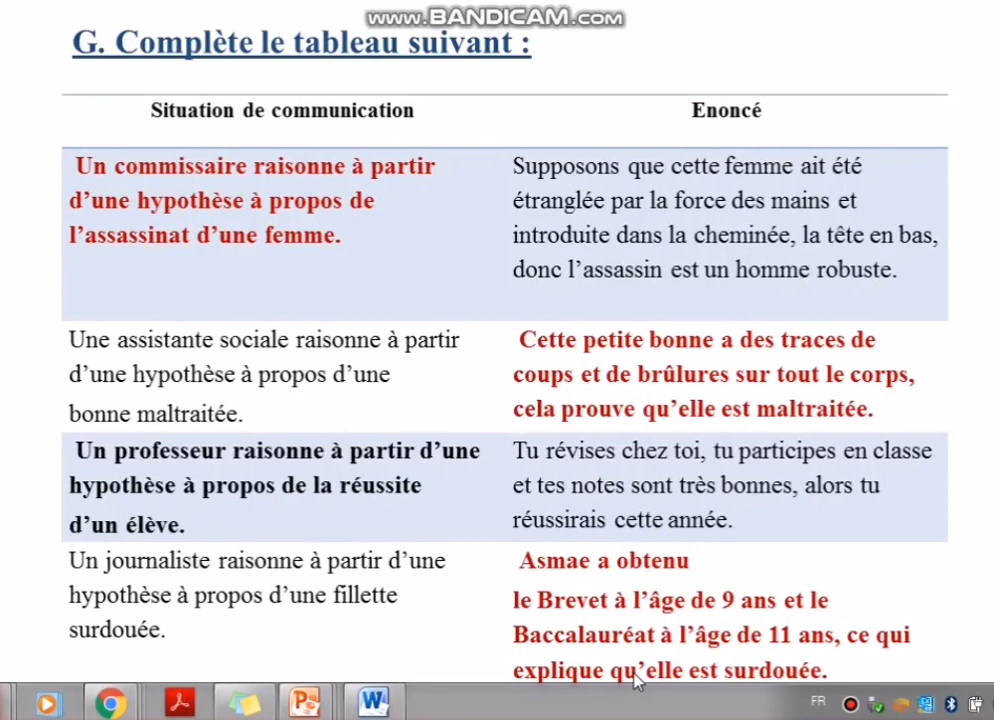 www.BANDICAM.com
G. Complète le tableau suivant :
Situation de communication
Enoncé
Un commissaire raisonne à partir
d’une hypothèse à propos de
l’assassinat d’une femme.
Supposons que cette femme ait été
étranglée par la force des mains et
introduite dans la cheminée, la tête en bas,
donc l’assassin est un homme robuste.
Une assistante sociale raisonne à partir
d’une hypothèse à propos d’une
bonne maltraitée.
Cette petite bonne a des traces de
coups et de brûlures sur tout le corps,
cela prouve qu’elle est maltraitée.
Un professeur raisonne à partir d’une
hypothèse à propos de la réussite
d’un élève.
Tu révises chez toi, tu participes en classe
et tes notes sont très bonnes, alors tu
réussirais cette année.
Un journaliste raisonne à partir d’une
hypothèse à propos d’une fillette
surdouée.
Asmae a obtenu
le Brevet à l’âge de 9 ans et le
Baccalauréat à l’âge de 11 ans, ce qui
explique qu’elle est surdouée.
FR